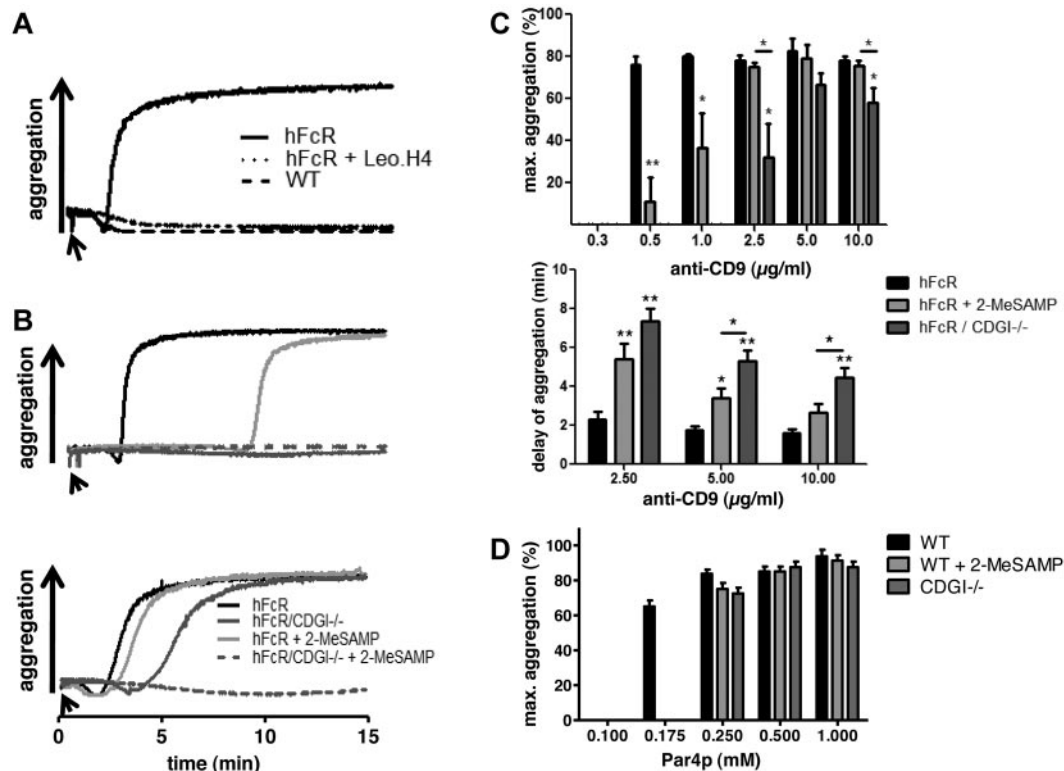 A
aggregation
hFcR
hFcR + Leo.H4
WT
B
aggregation
aggregation
hFcR
hFcR/CDGI-/-
hFcR + 2-MeSAMP
hFcR/CDGI-/- + 2-MeSAMP
0 5 10 15
time (min)
C
max. aggregation (%)
100
80
60
40
20
** * * * * *
0.3 0.5 1.0 2.5 5.0 10.0
anti-CD9 (µg/ml)
delay of aggregation (min)
10
8
6
4
2
0
** ** * * ** * **
2.50 5.00 10.00
anti-CD9 (µg/ml)
hFcR
hFcR + 2-MeSAMP
hFcR / CDGI-/-
D
max. aggregation (%)
100
80
60
40
20
0
0.100 0.175 0.250 0.500 1.000
Par4p (mM)
WT
WT + 2-MeSAMP
CDGI-/-